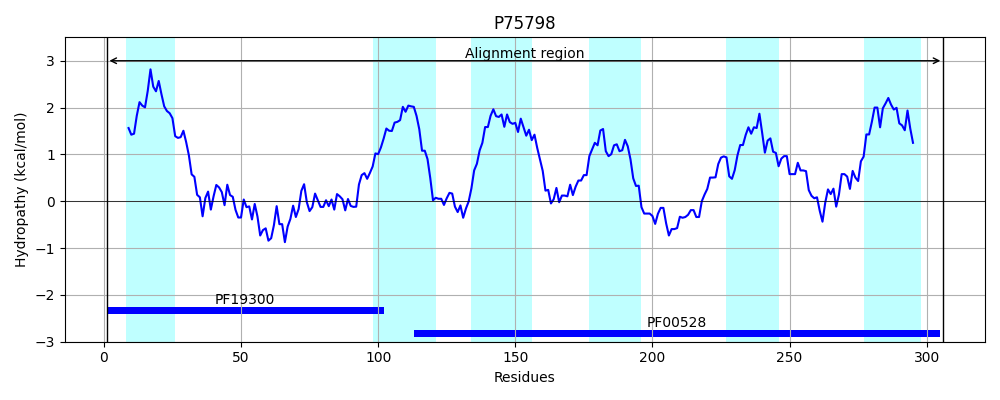 P75798
Alignment region
Hydropathy (kcal/mol)
3
2
1
0
−1
−2
−3
PF19300
PF00528
0
50
100
150
200
250
300
Residues